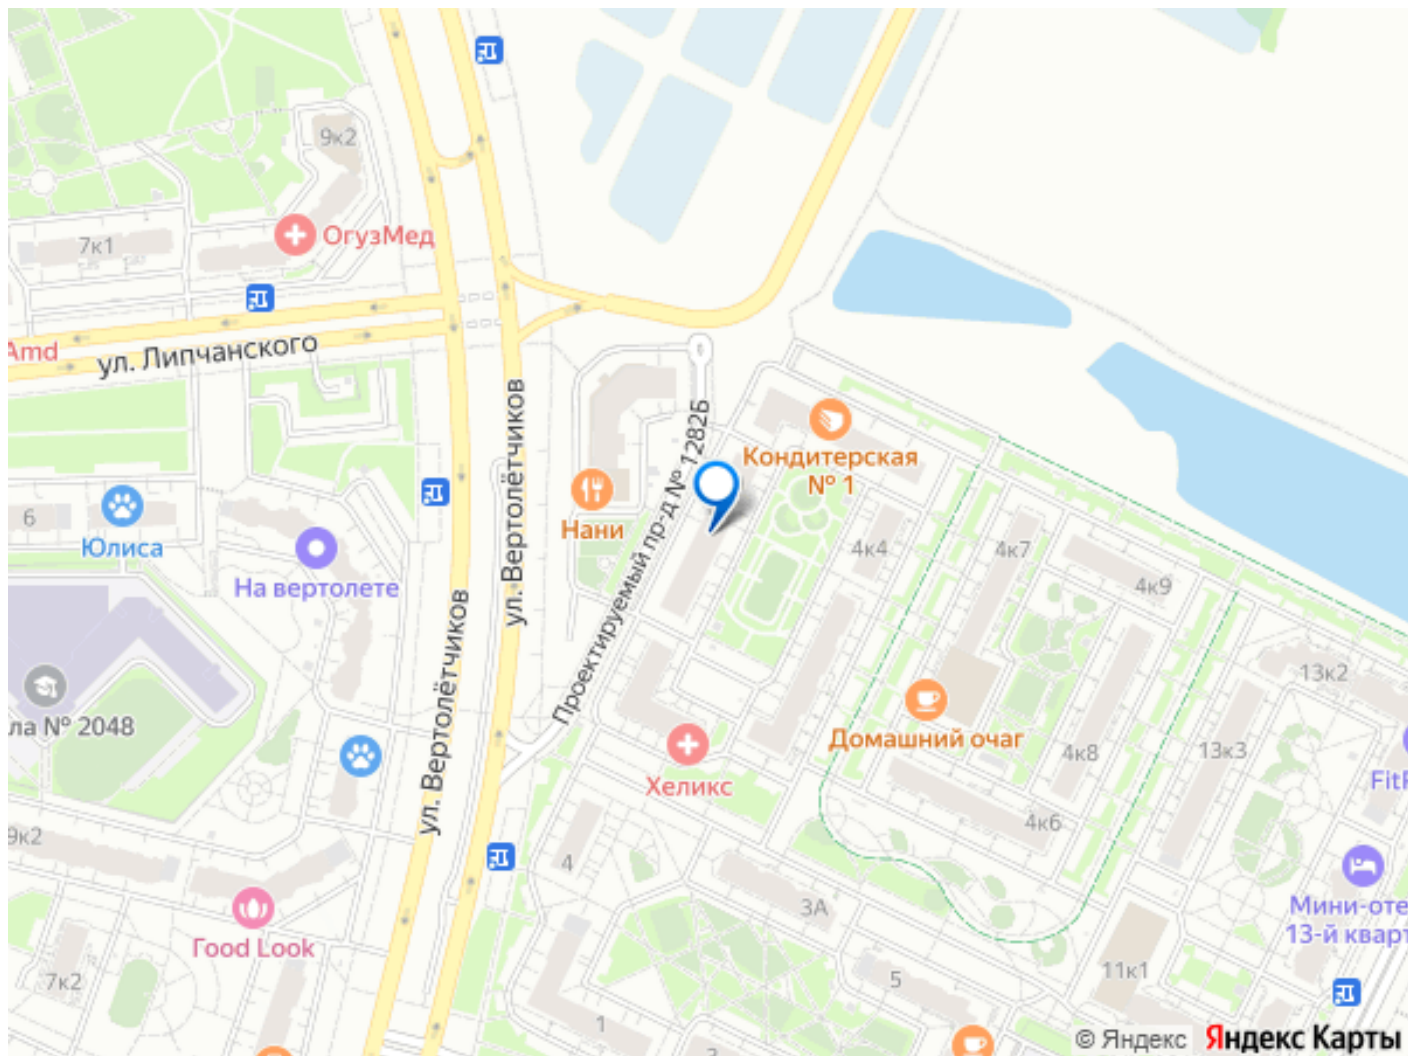 9к2
7к1
ОгузМед
Amd
ул. Липчанского
ул. Вертолётчиков
Проектируемый пр-д № 1282Б
Кондитерская
№ 1
Нани
6
Юлиса
На вертолете
4к4
4к7
4к9
ул. Вертолётчиков
13к2
ла № 2048
Домашний очаг
4к8
13к3
Хеликс
FitF
4к6
9к2
4
3А
Мини-оте
13-й кварт
Food Look
7к2
5
11к1
1
© Яндекс Яндекс Карты